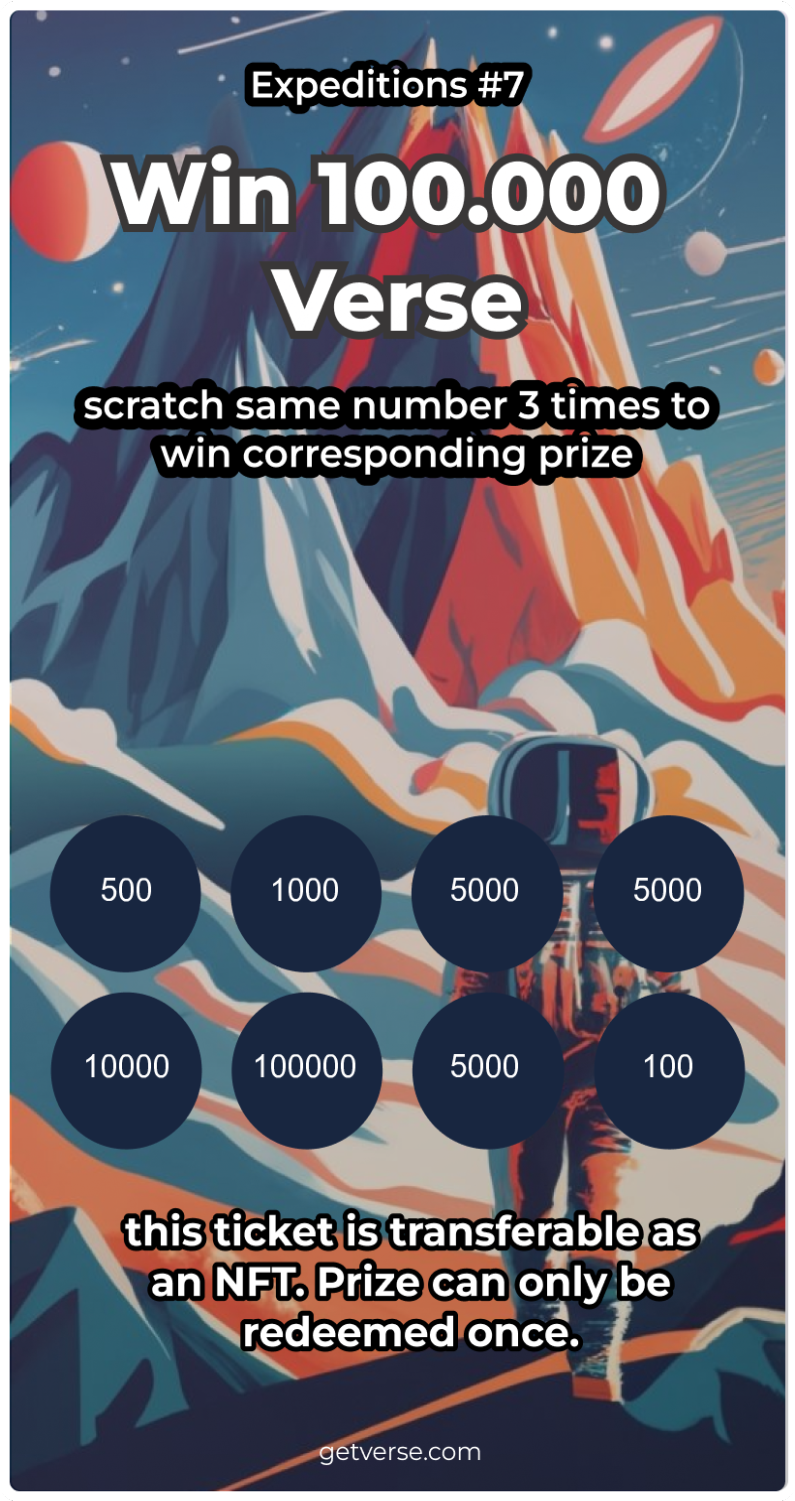 Expeditions #7
Win 100.000
Verse
scratch same number 3 times to
win corresponding prize
500 1000 5000 5000
10000 100000 5000 100
this ticket is transferable as
an NFT. Prize can only be
redeemed once.
getverse.com